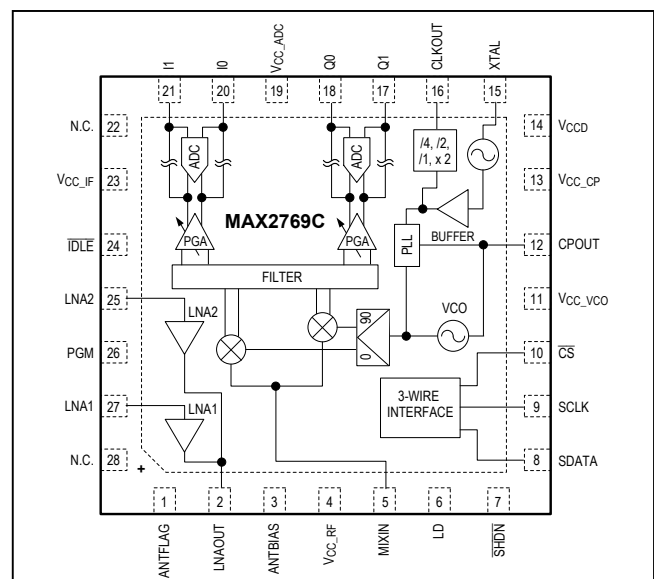 I1
I0
VCC_ADC
Q0
Q1
CLKOUT
XTAL
21
20
19
18
17
16
15
N.C.
22
VCC_IF
23
IDLE
24
LNA2
25
PGM
26
LNA1
27
N.C.
28
ADC
ADC
/4, /2,
/1, x 2
MAX2769C
PGA
PGA
PLL
BUFFER
FILTER
LNA2
90
0
VCO
3-WIRE
INTERFACE
LNA1
+
14
VCCD
13
VCC_CP
12
CPOUT
11
VCC_VCO
10
CS
9
SCLK
8
SDATA
1
2
3
4
5
6
7
ANTFLAG
LNAOUT
ANTBIAS
VCC_RF
MIXIN
LD
SHDN